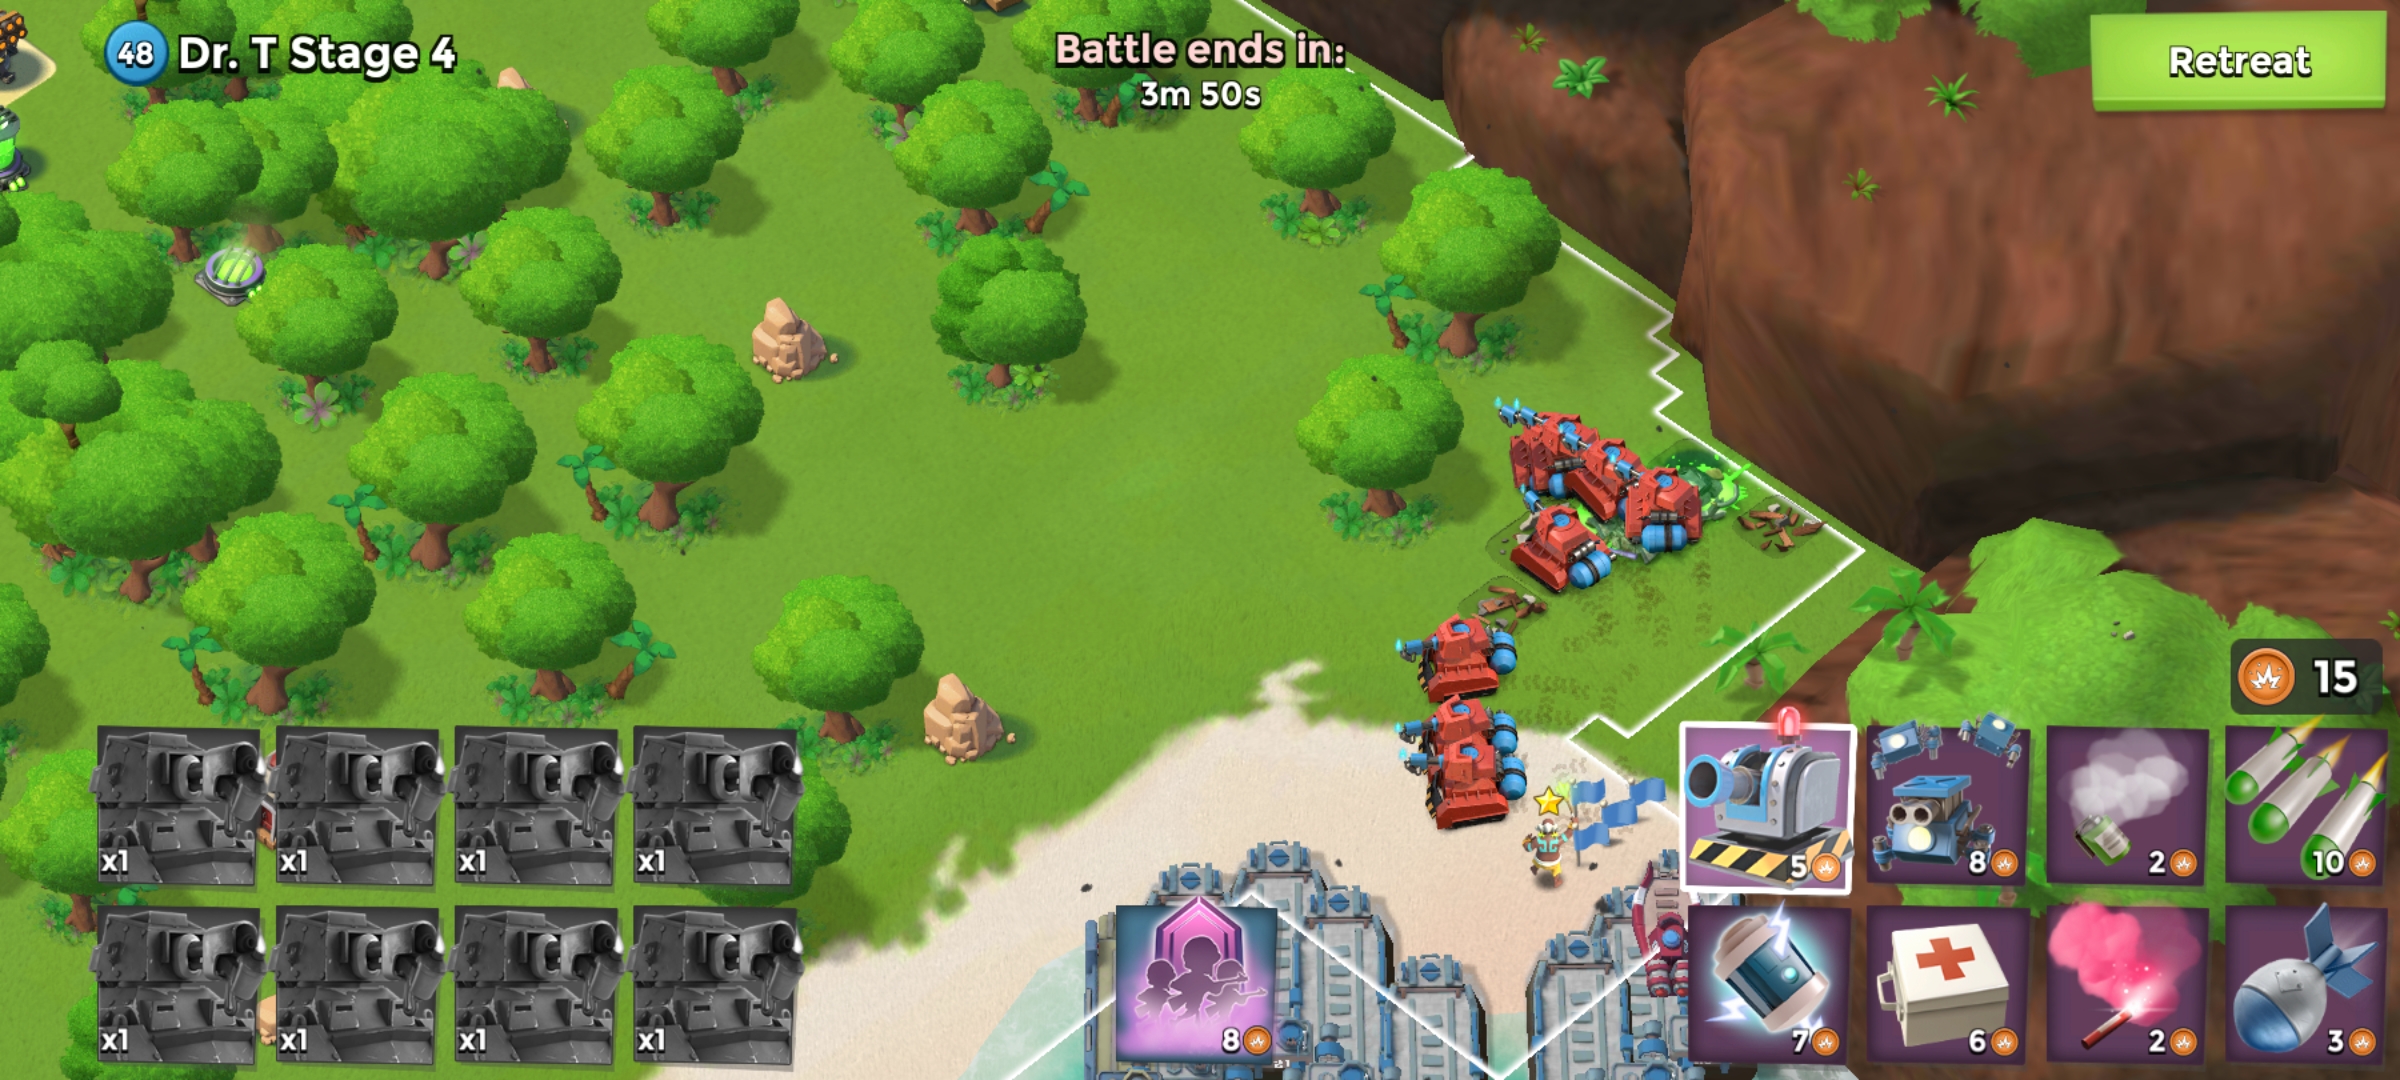 48 Dr. T Stage 4
Battle ends in:
3m 50s
Retreat
15
x1 x1 x1 x1
5 8 2 10
x1 x1 x1 x1
8
7 6 2 3